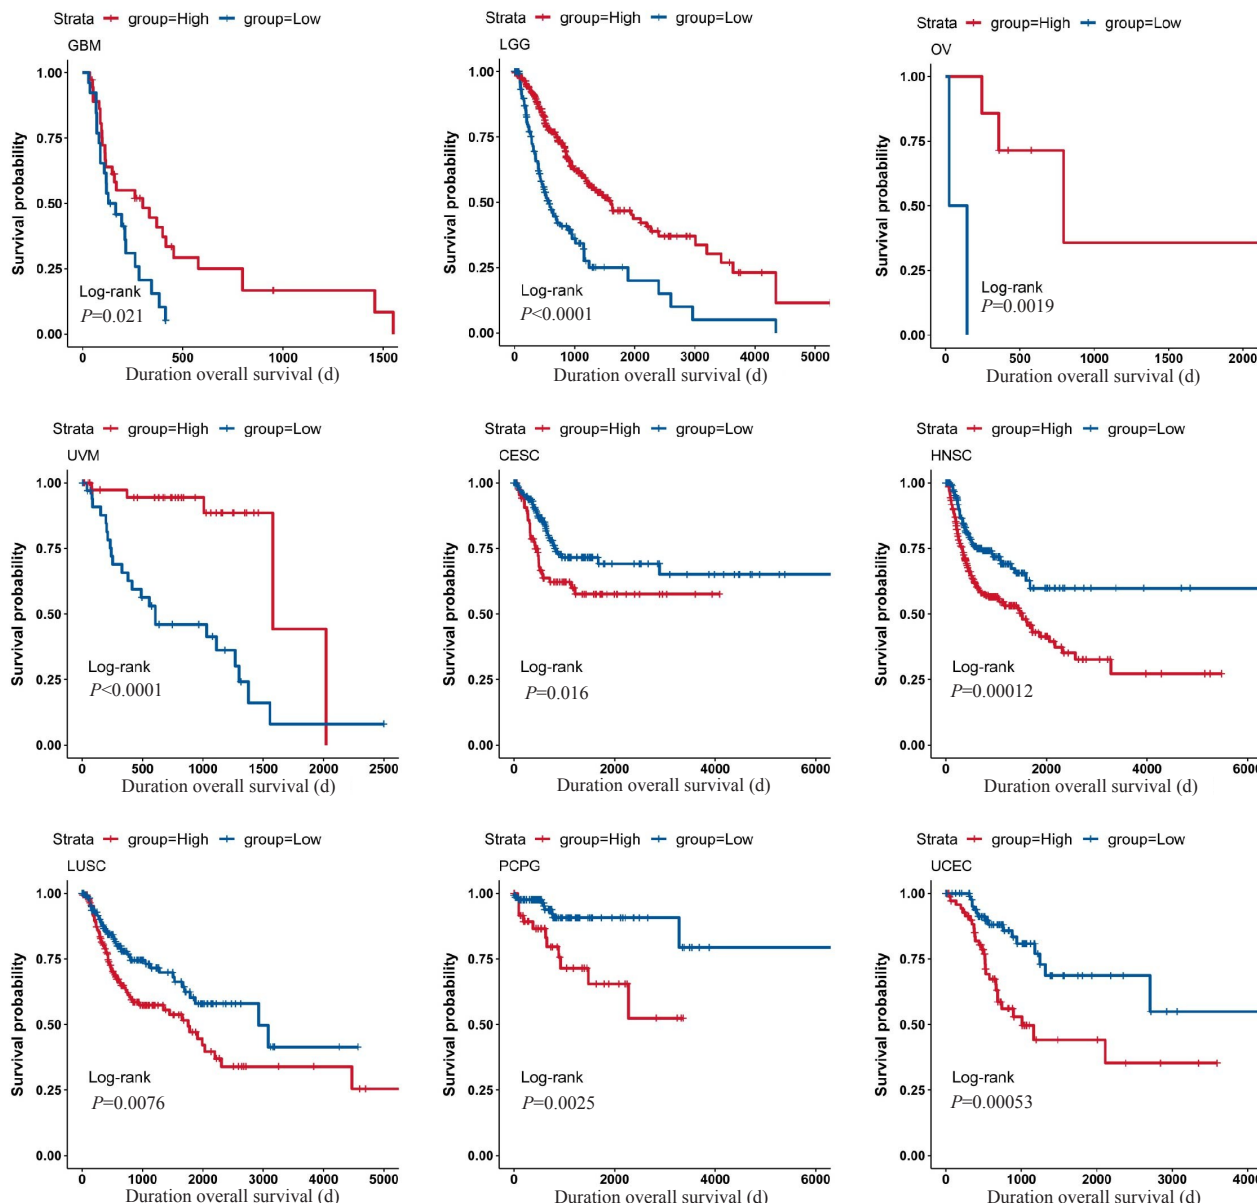 Strata group=High group=Low
GBM
Survival probability
1.00
0.75
0.50
0.25
0.00
Log-rank
P=0.021
0 500 1000 1500
Duration overall survival (d)
Strata group=High group=Low
LGG
Survival probability
1.00
0.75
0.50
0.25
0.00
Log-rank
P<0.0001
0 1000 2000 3000 4000 5000
Duration overall survival (d)
Strata group=High group=Low
OV
Survival probability
1.00
0.75
0.50
0.25
0.00
Log-rank
P=0.0019
0 500 1000 1500 2000
Duration overall survival (d)
Strata group=High group=Low
UVM
Survival probability
1.00
0.75
0.50
0.25
0.00
Log-rank
P<0.0001
0 500 1000 1500 2000 2500
Duration overall survival (d)
Strata group=High group=Low
CESC
Survival probability
1.00
0.75
0.50
0.25
0.00
Log-rank
P=0.016
0 2000 4000 6000
Duration overall survival (d)
Strata group=High group=Low
HNSC
Survival probability
1.00
0.75
0.50
0.25
0.00
Log-rank
P=0.00012
0 2000 4000 6000
Duration overall survival (d)
Strata group=High group=Low
LUSC
Survival probability
1.00
0.75
0.50
0.25
0.00
Log-rank
P=0.0076
0 1000 2000 3000 4000 5000
Duration overall survival (d)
Strata group=High group=Low
PCPG
Survival probability
1.00
0.75
0.50
0.25
0.00
Log-rank
P=0.0025
0 2000 4000 6000
Duration overall survival (d)
Strata group=High group=Low
UCEC
Survival probability
1.00
0.75
0.50
0.25
0.00
Log-rank
P=0.00053
0 1000 2000 3000 400
Duration overall survival (d)